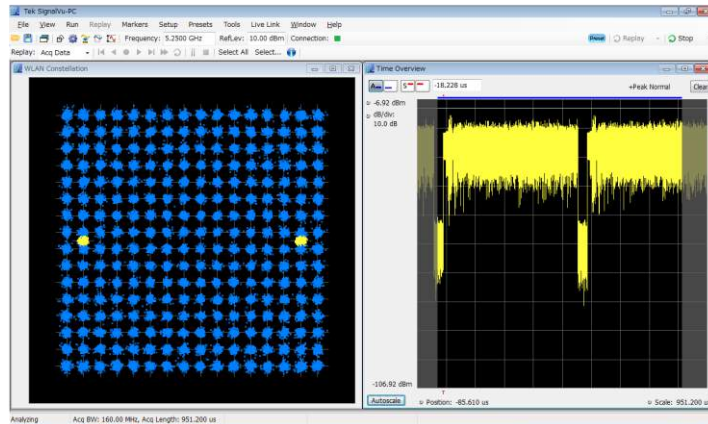 Tek SignalVu-PC
File View Run Replay Markers Setup Presets Tools Live Link Window Help
Frequency: 5.2500 GHz RefLev: 10.00 dBm Connection:
Preset Replay Stop
Replay: Acq Data Select All Select...
WLAN Constellation
Time Overview
-18.228 us
+Peak Normal
Clear
-6.92 dBm
dB/div:
10.0 dB
-106.92 dBm
Autoscale
Position: -85.610 us
Scale: 951.200 us
Analyzing Acq BW: 160.00 MHz, Acq Length: 951.200 us